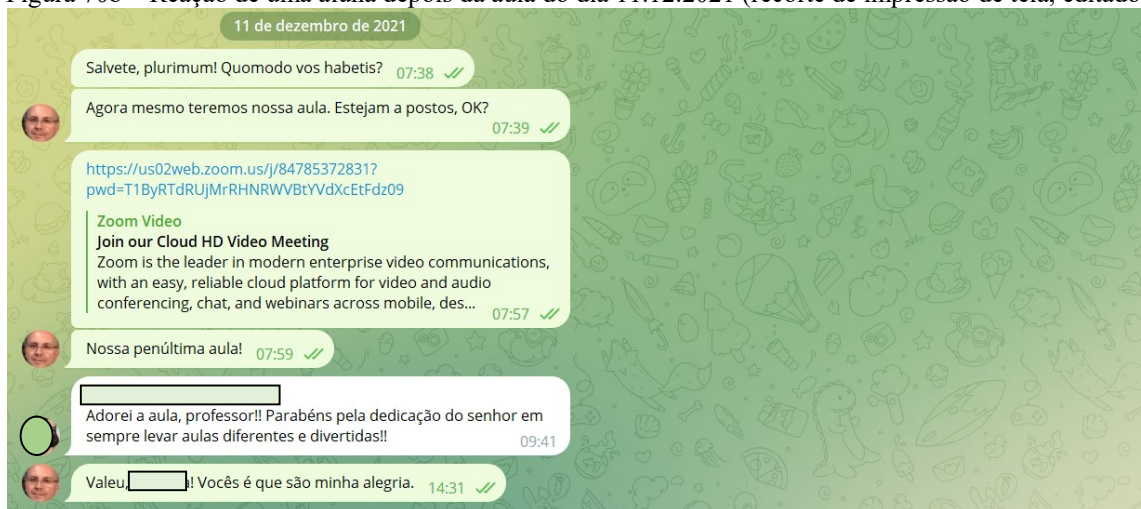 Figura 708 – Reação de uma aluna depois da aula do dia 11.12.2021 (recorte de impressão de tela, editado
11 de dezembro de 2021
Salvete, plurimum! Quomodo vos habetis? 07:38
Agora mesmo teremos nossa aula. Estejam a postos, OK?
07:39
https://us02web.zoom.us/j/84785372831?
pwd=T1ByRTdRUjMrRHNRWVBtYVdXcEtFdz09
Zoom Video
Join our Cloud HD Video Meeting
Zoom is the leader in modern enterprise video communications,
with an easy, reliable cloud platform for video and audio
conferencing, chat, and webinars across mobile, des...
07:57
Nossa penúltima aula! 07:59
Adorei a aula, professor!! Parabéns pela dedicação do senhor em
sempre levar aulas diferentes e divertidas!!
09:41
Valeu, ! Vocês é que são minha alegria. 14:31